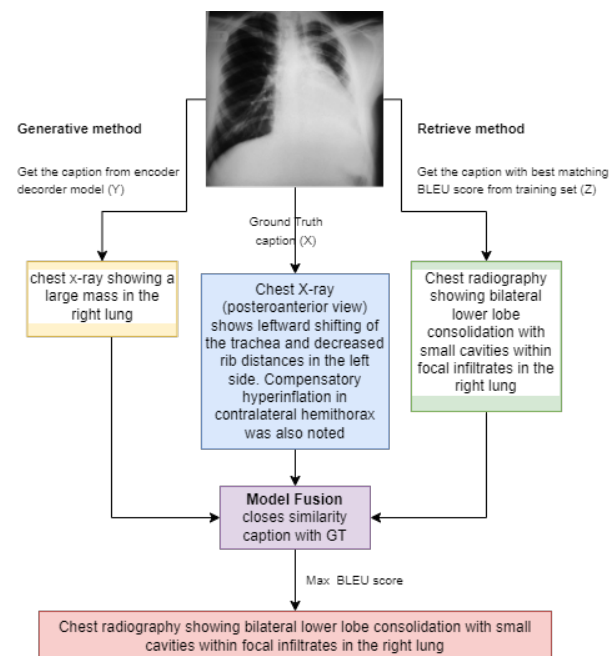 Generative method
Get the caption from encoder
decorder model (Y)
Retrieve method
Get the caption with best matching
BLEU score from training set (Z)
Ground Truth
caption (X)
chest x-ray showing a
large mass in the
right lung
Chest X-ray
(posteroanterior view)
shows leftward shifting of
the trachea and decreased
rib distances in the left
side. Compensatory
hyperinflation in
contralateral hemithorax
was also noted
Chest radiography
showing bilateral
lower lobe
consolidation with
small cavities within
focal infiltrates in the
right lung
Model Fusion
closes similarity
caption with GT
Max BLEU score
Chest radiography showing bilateral lower lobe consolidation with small
cavities within focal infiltrates in the right lung